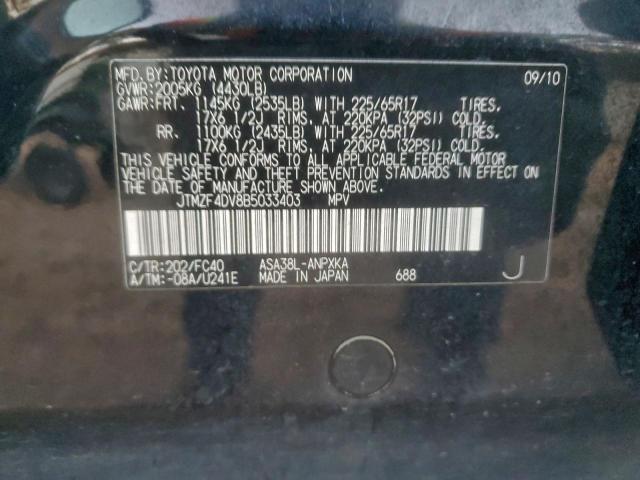 MFD. BY: TOYOTA MOTOR CORPORATION 09/10
GVWR: 2005KG (4430LB)
GAWR: FRT. 1145KG (2535LB) WITH 225/65R17 TIRES,
17X6 1/2J RIMS, AT 220KPA (32PSI) COLD.
RR. 1100KG (2435LB) WITH 225/65R17 TIRES,
17X6 1/2J RIMS, AT 220KPA (32PSI) COLD.
THIS VEHICLE CONFORMS TO ALL APPLICABLE FEDERAL MOTOR
VEHICLE SAFETY AND THEFT PREVENTION STANDARDS IN EFFECT ON THE
DATE OF MANUFACTURE SHOWN ABOVE.
JTMZF4DV8B5033403 MPV
C/TR: 202/FC40 ASA38L-ANPXKA
A/TM: -08A/U241E MADE IN JAPAN 688 J